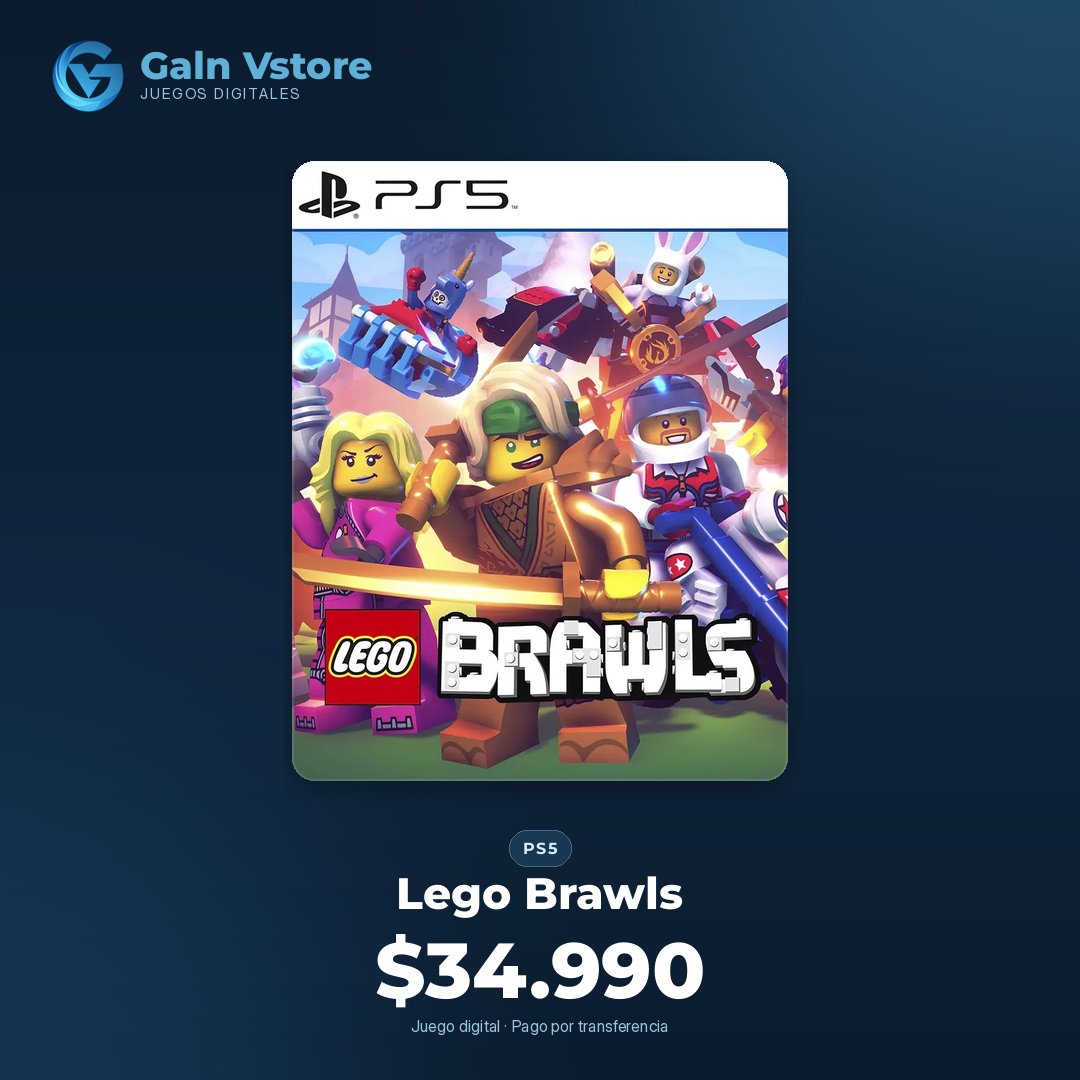 Galn Vstore
JUEGOS DIGITALES
PS5
LEGO BRAWLS
PS5
Lego Brawls
$34.990
Juego digital · Pago por transferencia